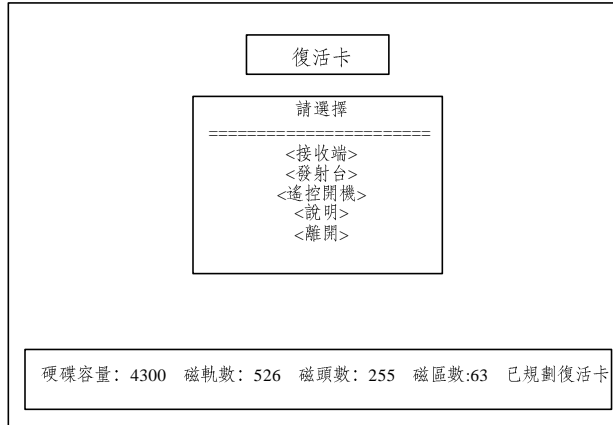 復活卡
請選擇
=======================
<接收端>
<發射台>
<遙控開機>
<說明>
<離開>
硬碟容量：4300 磁軌數：526 磁頭數：255 磁區數:63 已規劃復活卡